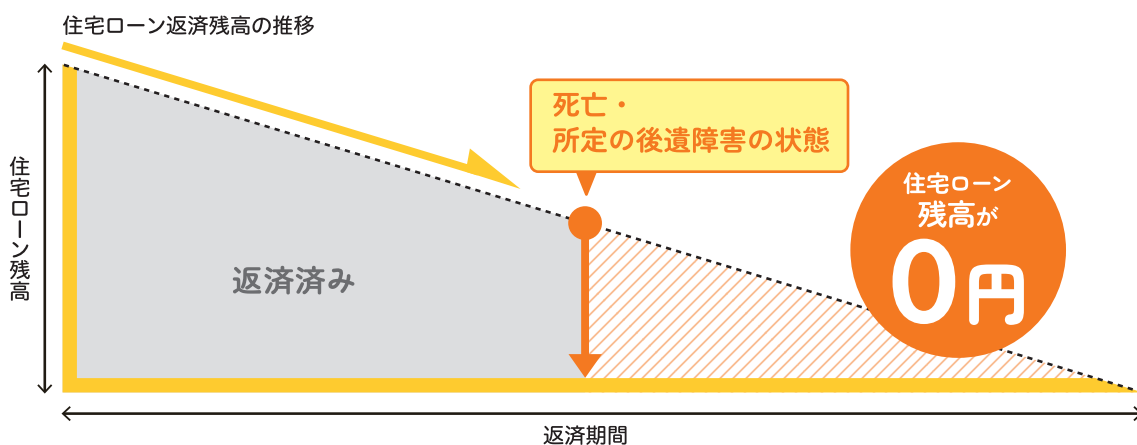 住宅ローン返済残高の推移
死亡・
所定の後遺障害の状態
住宅ローン残高
返済済み
住宅ローン
残高が
0円
返済期間